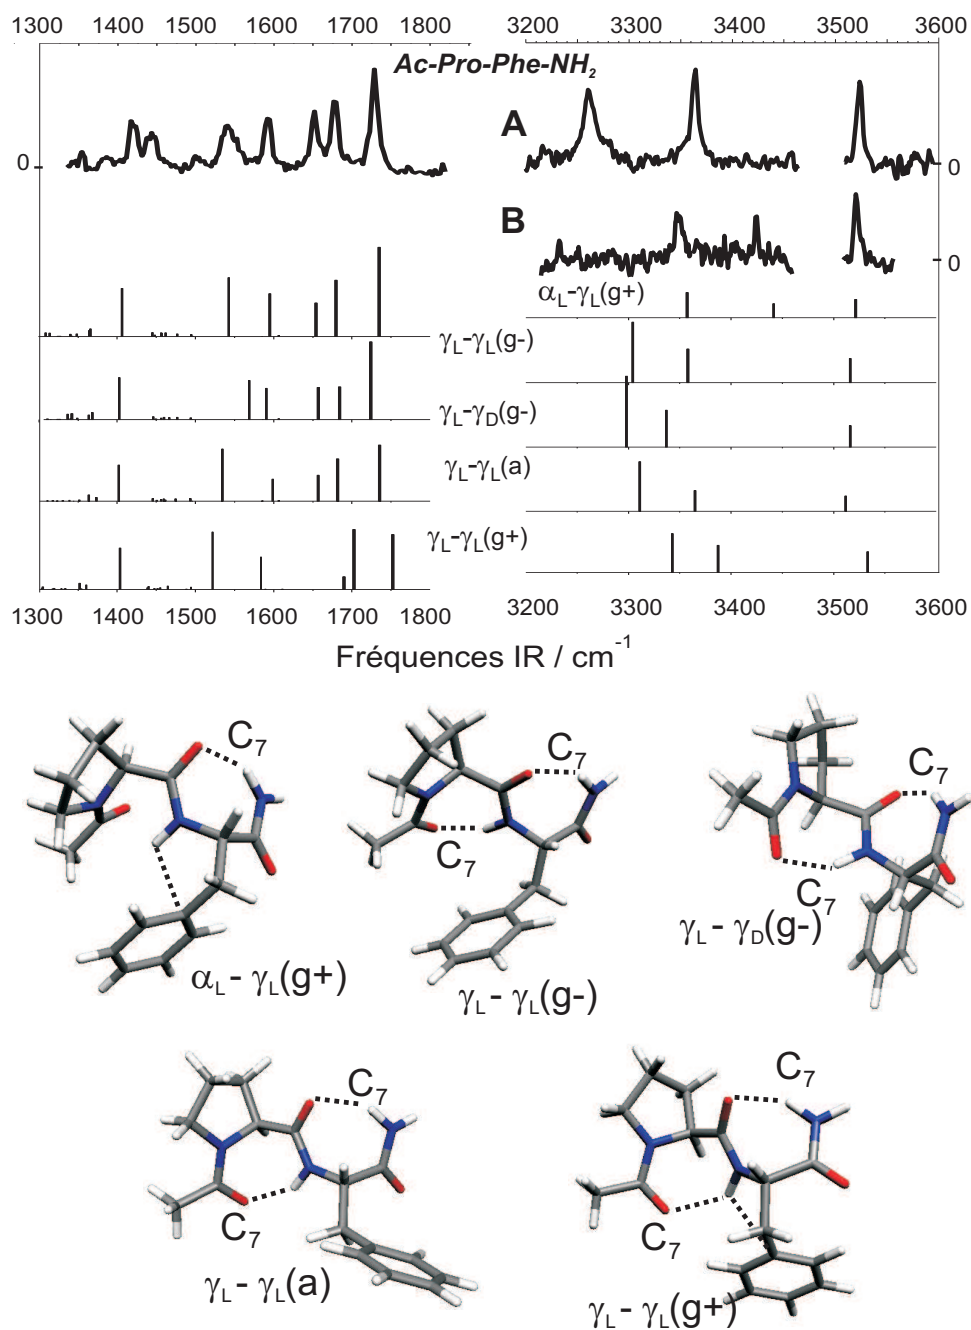 1300 1400 1500 1600 1700 1800 3200 3300 3400 3500 3600
Ac-Pro-Phe-NH2
A
0 0
B
0
αL-γL(g+)
γL-γL(g-)
γL-γD(g-)
γL-γL(a)
γL-γL(g+)
1300 1400 1500 1600 1700 1800 3200 3300 3400 3500 3600
Fréquences IR / cm-1
C7
C7
C7
C7
C7
αL- γL(g+)
γL- γL(g-)
γL- γD(g-)
C7
C7
C7
C7
γL- γL(a)
γL- γL(g+)